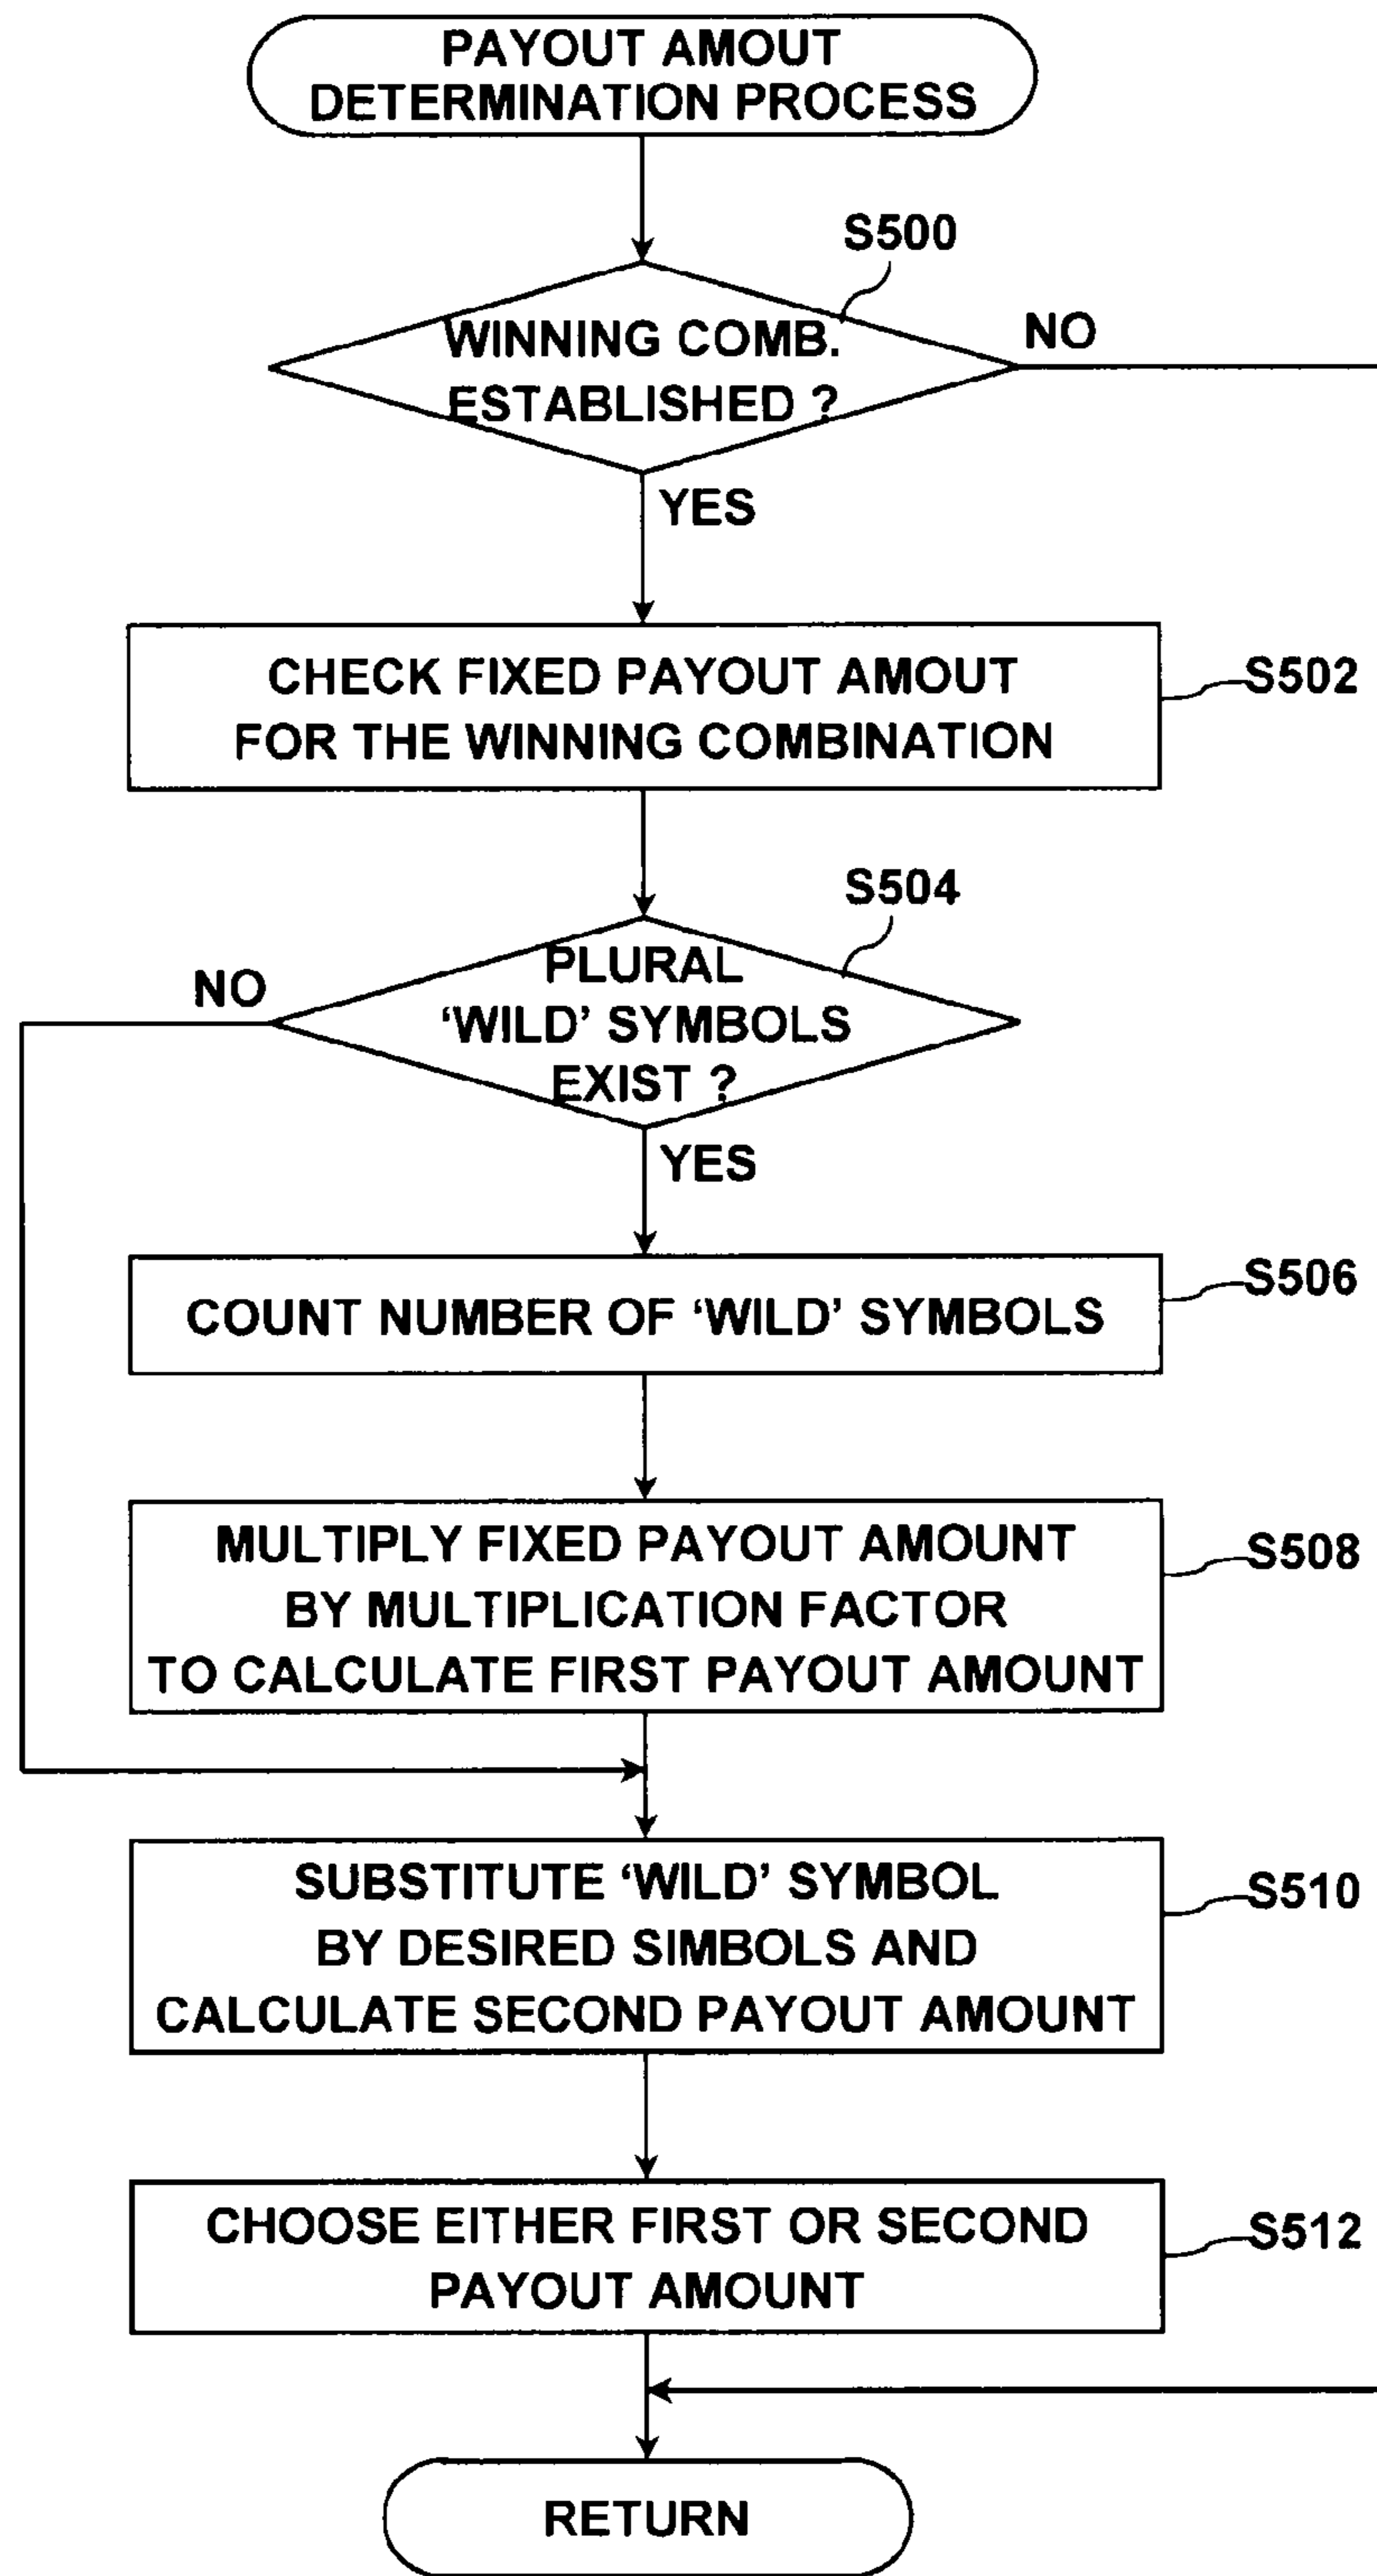 PAYOUT AMOUT
DETERMINATION PROCESS
S500
WINNING COMB.
ESTABLISHED ?
NO
YES
CHECK FIXED PAYOUT AMOUT
FOR THE WINNING COMBINATION
S502
S504
PLURAL
‘WILD’ SYMBOLS
EXIST ?
NO
YES
COUNT NUMBER OF ‘WILD’ SYMBOLS
S506
MULTIPLY FIXED PAYOUT AMOUNT
BY MULTIPLICATION FACTOR
TO CALCULATE FIRST PAYOUT AMOUNT
S508
SUBSTITUTE ‘WILD’ SYMBOL
BY DESIRED SIMBOLS AND
CALCULATE SECOND PAYOUT AMOUNT
S510
CHOOSE EITHER FIRST OR SECOND
PAYOUT AMOUNT
S512
RETURN